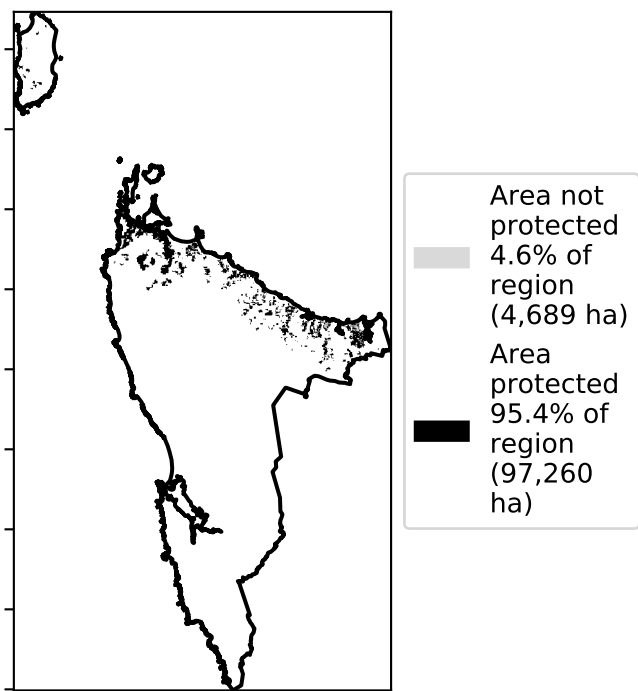 Area not
protected
4.6% of
region
(4,689 ha)
Area
protected
95.4% of
region
(97,260
ha)